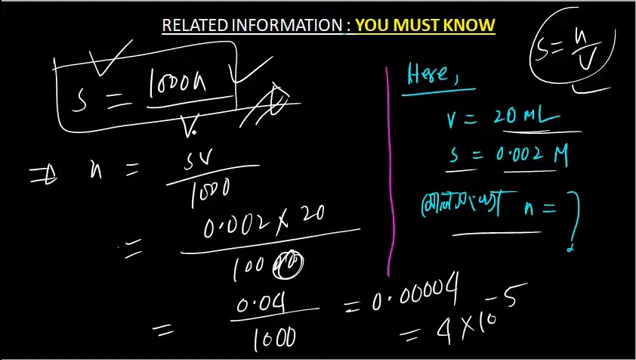 RELATED INFORMATION : YOU MUST KNOW
S = n/V
S = 1000n/V
⇒ n = SV/1000
= 0.002 × 20/1000
= 0.04/1000 = 0.00004
= 4 × 10^-5
Here,
V = 20 mL
S = 0.002 M
n = ?